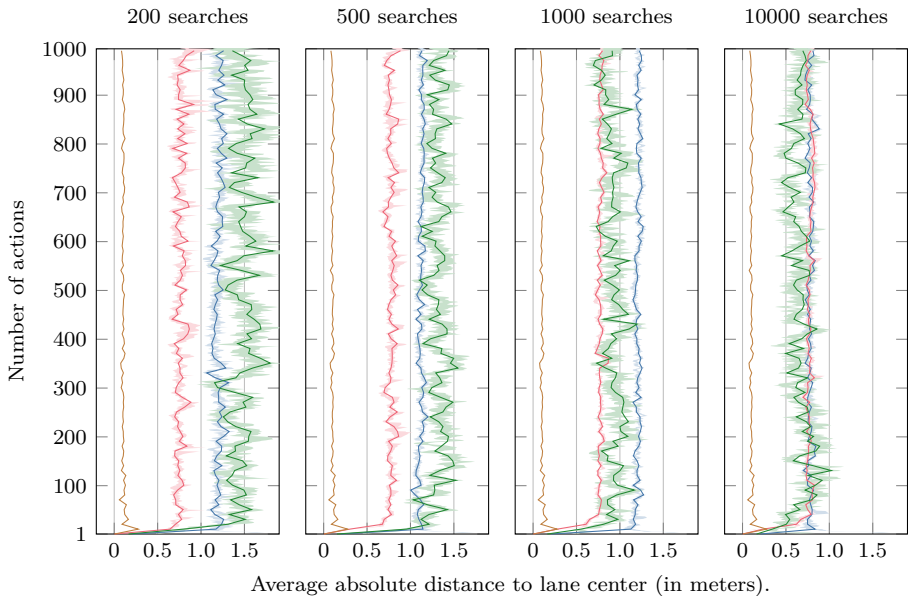 200 searches 500 searches 1000 searches 10000 searches
1000
900
800
700
600
500
400
300
200
100
1
Number of actions
0 0.5 1.0 1.5 0 0.5 1.0 1.5 0 0.5 1.0 1.5 0 0.5 1.0 1.5
Average absolute distance to lane center (in meters).